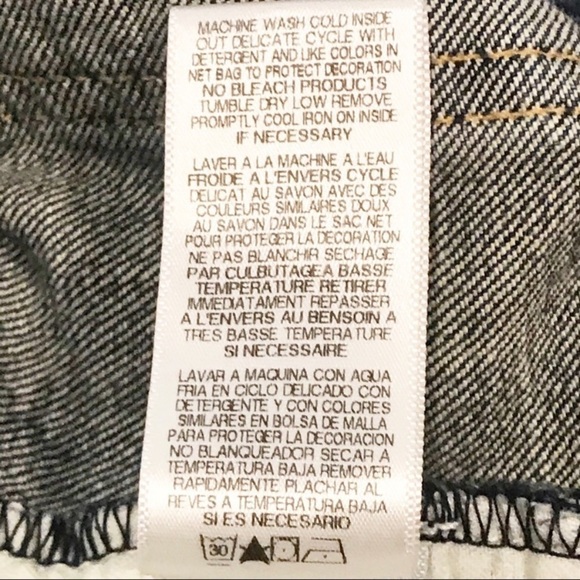 MACHINE WASH COLD INSIDE
OUT DELICATE CYCLE WITH
DETERGENT AND LIKE COLORS IN
NET BAG TO PROTECT DECORATION
NO BLEACH PRODUCTS
TUMBLE DRY LOW REMOVE
PROMPTLY COOL IRON ON INSIDE
IF NECESSARY
LAVER A LA MACHINE A L'EAU
FROIDE A L'ENVERS CYCLE
DELICAT AU SAVON AVEC DES
COULEURS SIMILAIRES DOUX
AU SAVON DANS LE SAC NET
POUR PROTEGER LA DECORATION
NE PAS BLANCHIR SECHAGE
PAR CULBUTAGEA BASSE
TEMPERATURE RETIRER
IMMEDIATAMENT REPASSER
A L'ENVERS AU BENSOIN A
TRES BASSE TEMPERATURE
SI NECESSAIRE
LAVAR A MAQUINA CON AGUA
FRIA EN CICLO DELICADO CON
DETERGENTE Y CON COLORES
SIMILARES EN BOLSA DE MALLA
PARA PROTEGER LA DECORACION
NO BLANQUEADOR SECAR A
TEMPERATURA BAJA REMOVER
RAPIDAMENTE PLACHAR AL
REVES A TEMPERATURA BAJA
SI ES NECESARIO
30